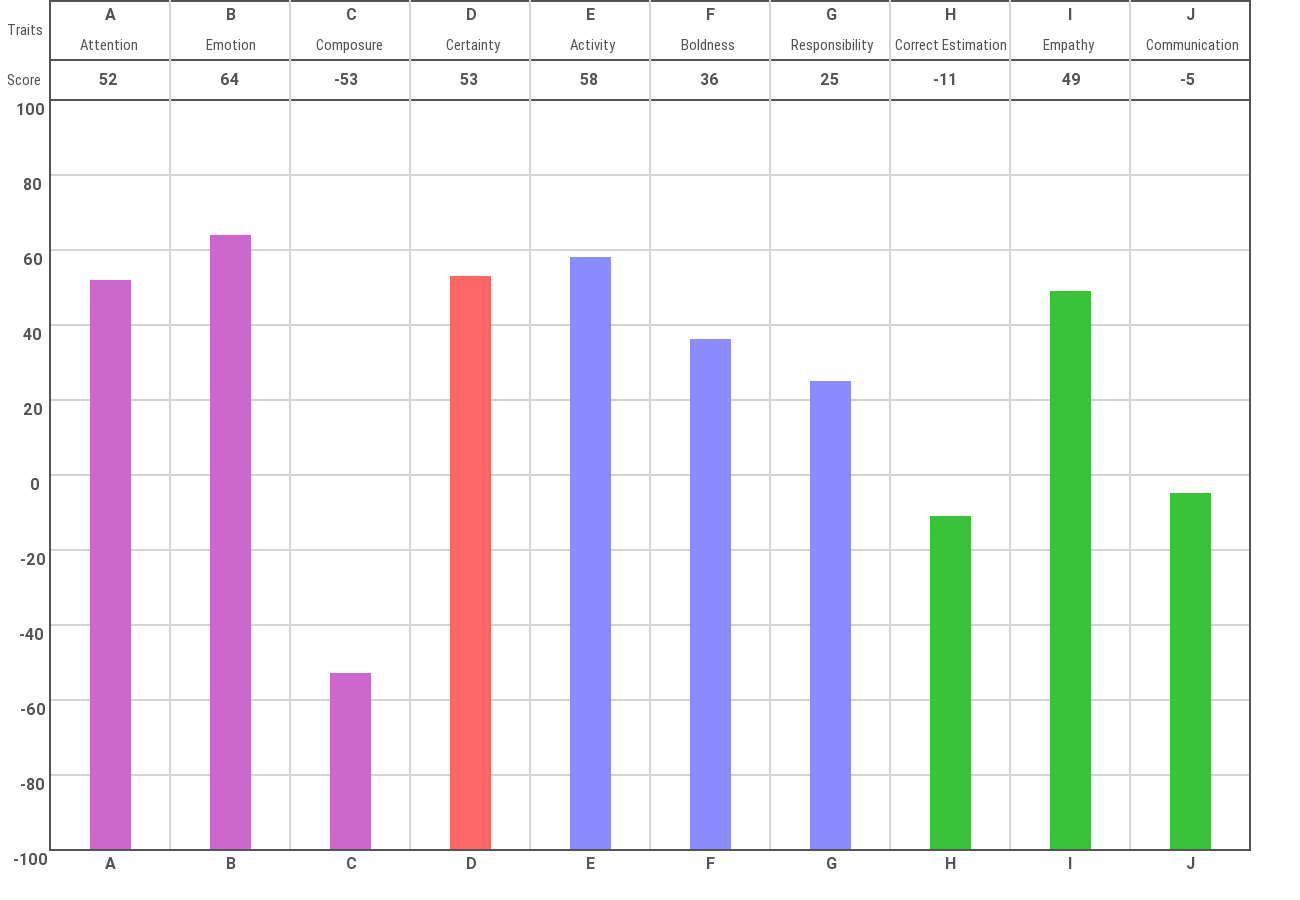 Traits A B C D E F G H I J
Attention Emotion Composure Certainty Activity Boldness Responsibility Correct Estimation Empathy Communication
Score 52 64 -53 53 58 36 25 -11 49 -5
100
80
60
40
20
0
-20
-40
-60
-80
-100
A B C D E F G H I J